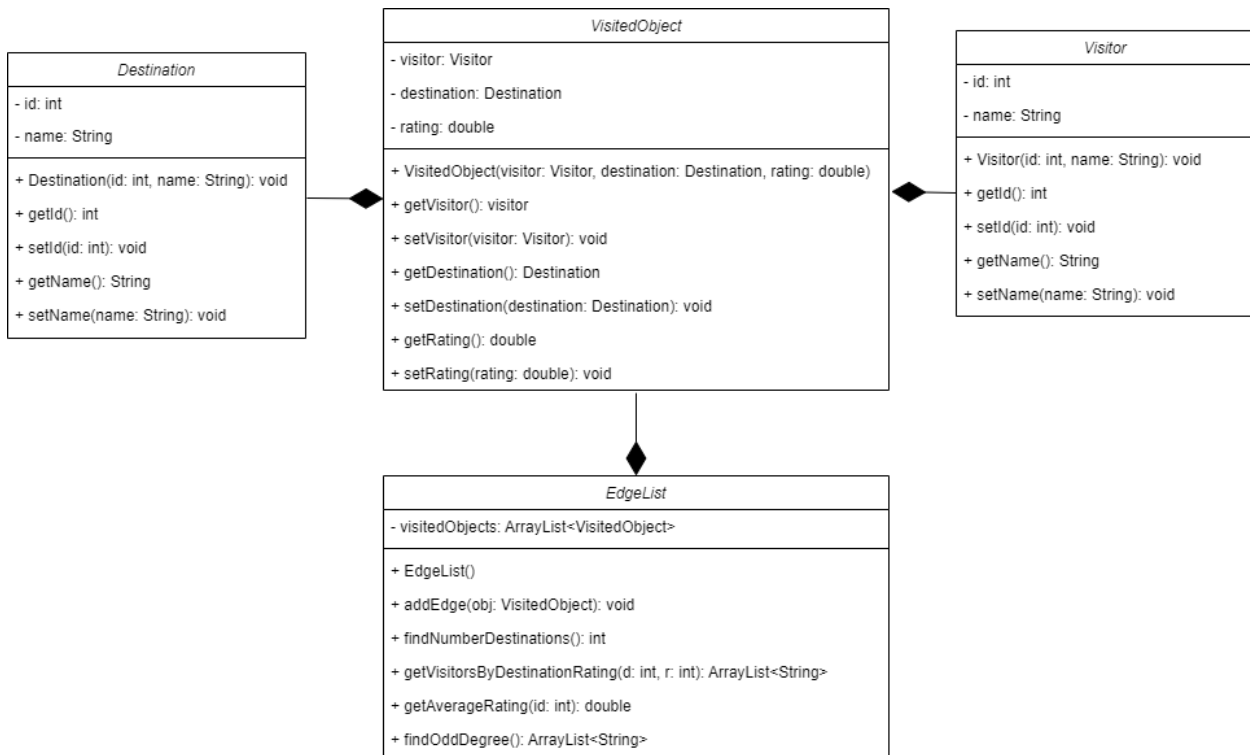 Destination
- id: int
- name: String
+ Destination(id: int, name: String): void
+ getId(): int
+ setId(id: int): void
+ getName(): String
+ setName(name: String): void
VisitedObject
- visitor: Visitor
- destination: Destination
- rating: double
+ VisitedObject(visitor: Visitor, destination: Destination, rating: double)
+ getVisitor(): visitor
+ setVisitor(visitor: Visitor): void
+ getDestination(): Destination
+ setDestination(destination: Destination): void
+ getRating(): double
+ setRating(rating: double): void
Visitor
- id: int
- name: String
+ Visitor(id: int, name: String): void
+ getId(): int
+ setId(id: int): void
+ getName(): String
+ setName(name: String): void
EdgeList
- visitedObjects: ArrayList<VisitedObject>
+ EdgeList()
+ addEdge(obj: VisitedObject): void
+ findNumberDestinations(): int
+ getVisitorsByDestinationRating(d: int, r: int): ArrayList<String>
+ getAverageRating(id: int): double
+ findOddDegree(): ArrayList<String>